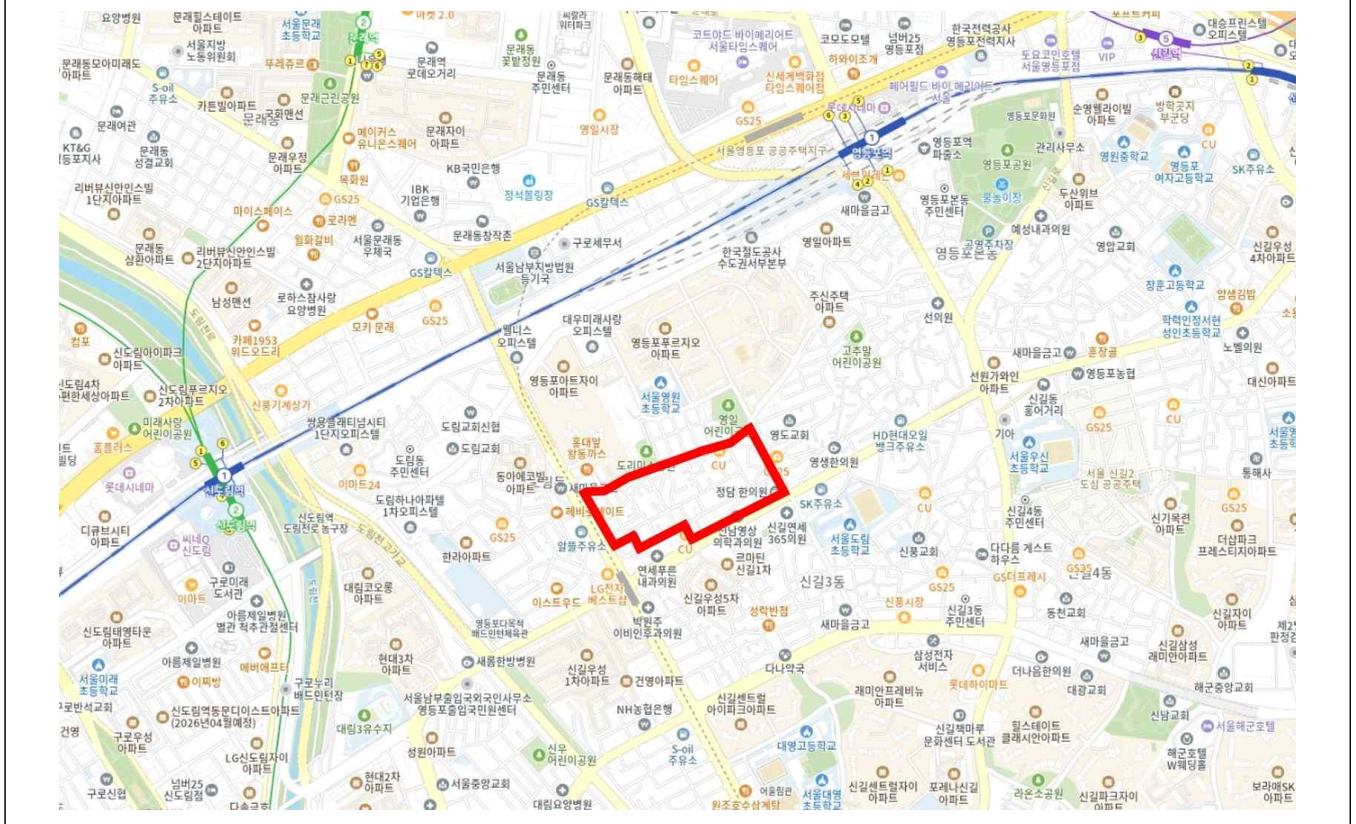 요양병원
문래힐스테이트
아파트
서울문래
초등학교
2
문래역
마켓 2.0
씨랄라
워터파크
코트야드 바이메리어트
서울타임스퀘어
코모도모텔
넘버25
영등포점
한국전력공사
영등포전력지사
대승프린스텔
오피스텔
서울지방
노동위원회
문래역
로데오거리
문래동
꽃밭정원
하와이조개
토요코인호텔
서울영등포점
VIP
5
문래동모아미래도
아파트
뚜레쥬르
문래동
주민센터
문래동해태
아파트
타임스퀘어
신세계백화점
타임스퀘어점
페어필드 바이 메리어트
서울
S-oil
주유소
카튼빌아파트
국화맨션
문래근린공원
롯데시네마
순영웰라이빌
아파트
방학곳지
부군당
문래여관
문래동
메이커스
유니온스퀘어
문래자이
아파트
영일시장
GS25
서울영등포 공공주택지구
1
영등포역
영등포역
파출소
영등포문화원
관리사무소
영원중학교
CU
KT&G
문래동
성결교회
문래우정
아파트
KB국민은행
영등포공원
영등포
여자고등학교
SK주유소
목화원
GS25
IBK
기업은행
정석볼링장
GS칼텍스
새마을금고
영등포본동
주민센터
물놀이장
두산위브
아파트
리버뷰신안인스빌
1단지아파트
마이스페이스
로라멘
월화갈비
서울문래동
우체국
문래동창작촌
구로세무서
영일아파트
공영주차장
예성내과의원
영암교회
문래동
삼환아파트
리버뷰신안인스빌
2단지아파트
GS칼텍스
서울남부지방법원
등기국
한국철도공사
수도권서부본부
영등포본동
신길우성
4차아파트
남성맨션
로하스참사랑
요양병원
모키 문래
GS25
주신주택
아파트
장훈고등학교
도림천로
카페1953
위드오드리
웰디스
오피스텔
대우미래사랑
오피스텔
영등포푸르지오
아파트
선의원
학력인정서현
성인초등학교
얌샘김밥
컴포
신도림아이파크
아파트
고추말
어린이공원
새마을금고
훈장골
노벨의원
신도림푸르지오
2차아파트
신풍기계상가
영등포아트자이
아파트
서울영원
초등학교
선원가와인
아파트
영등포농협
대신아파트
미래사랑
어린이공원
쌍용플래티넘시티
1단지오피스텔
도림교회신협
영일
신길동
홍어거리
홈플러스
도림교회
홍대앞
왕동까스
영도교회
HD현대오일
뱅크주유소
기아
GS25
CU
롯데시네마
1
신도림역
도림동
주민센터
이마트24
동아에코빌
아파트
CU
영생한의원
서울우신
초등학교
서울 신길2
도심 공공주택
통해사
2
신도림역
도림하나아파텔
1차오피스텔
정담 한의원
SK주유소
CU
신도림역
도림천로 농구장
GS25
신길연세
365의원
서울도림
초등학교
신길4동
주민센터
신기목련
아파트
디큐브시티
아파트
씨네Q
신도림
도림천고가교
한라아파트
알뜰주유소
CU
의학과의원
신풍교회
다다름 게스트
하우스
더샵파크
프레스티지아파트
구로미래
도서관
대림코오롱
아파트
연세푸른
내과의원
르마틴
신길1차
신길3동
GS25
GS더프레시
GS25
이마트
아름제일병원
별관 척추관절센터
이스트우드
LG전자
베스트샵
신길우성5차
아파트
성락반점
신풍시장
신길3동
주민센터
동천교회
신길자이
아파트
신도림태영타운
아파트
영등포다목적
배드민턴체육관
박원주
이비인후과의원
새마을금고
새마을금고
아름제일병원
에버애프터
현대3차
아파트
새롬한방병원
다나약국
삼성전자
서비스
더나음한의원
신길삼성
래미안아파트
서울미래
초등학교
이찌방
구로누리
배드민턴장
신길우성
1차아파트
건영아파트
래미안프레비뉴
아파트
롯데하이마트
대광교회
해군중앙교회
신도림역동문디이스트아파트
(2026년04월예정)
서울남부출입국외국인사무소
영등포출입국민원센터
NH농협은행
신길센트럴
아이파크아파트
신남교회
서울해군호텔
건영
구로우성
아파트
대림3유수지
신길책마루
문화센터 도서관
힐스테이트
클래시안아파트
LG신도림자이
아파트
성원아파트
신우
어린이공원
S-oil
주유소
대영고등학교
해군호텔
W웨딩홀
구로신협
넘버25
신도림점
현대2차
아파트
서울중앙교회
어울림관
신길센트럴자이
아파트
포레나신길
아파트
라온소공원
신길파크자이
아파트
보라매SK
아파트
대림요양병원
원조호수삼계탕
서울대영
초등학교